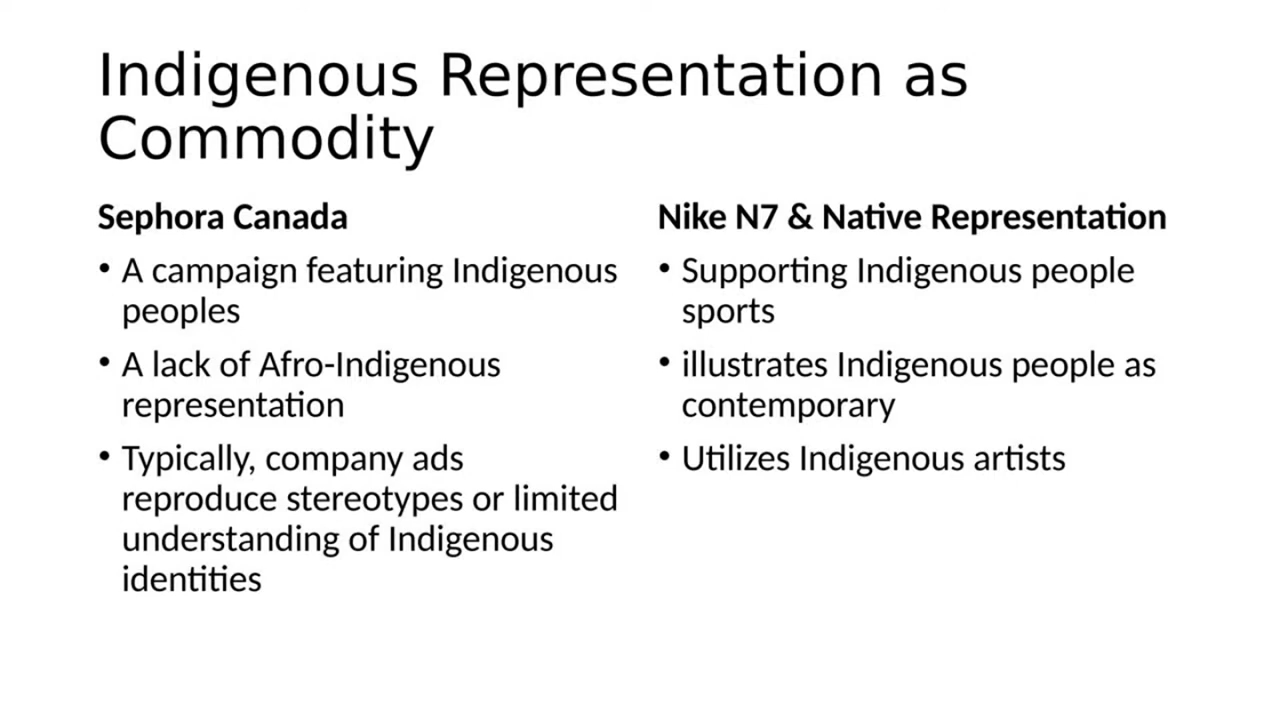 Indigenous Representation as
Commodity
Sephora Canada
• A campaign featuring Indigenous
peoples
• A lack of Afro-Indigenous
representation
• Typically, company ads
reproduce stereotypes or limited
understanding of Indigenous
identities
Nike N7 & Native Representation
• Supporting Indigenous people
sports
• illustrates Indigenous people as
contemporary
• Utilizes Indigenous artists